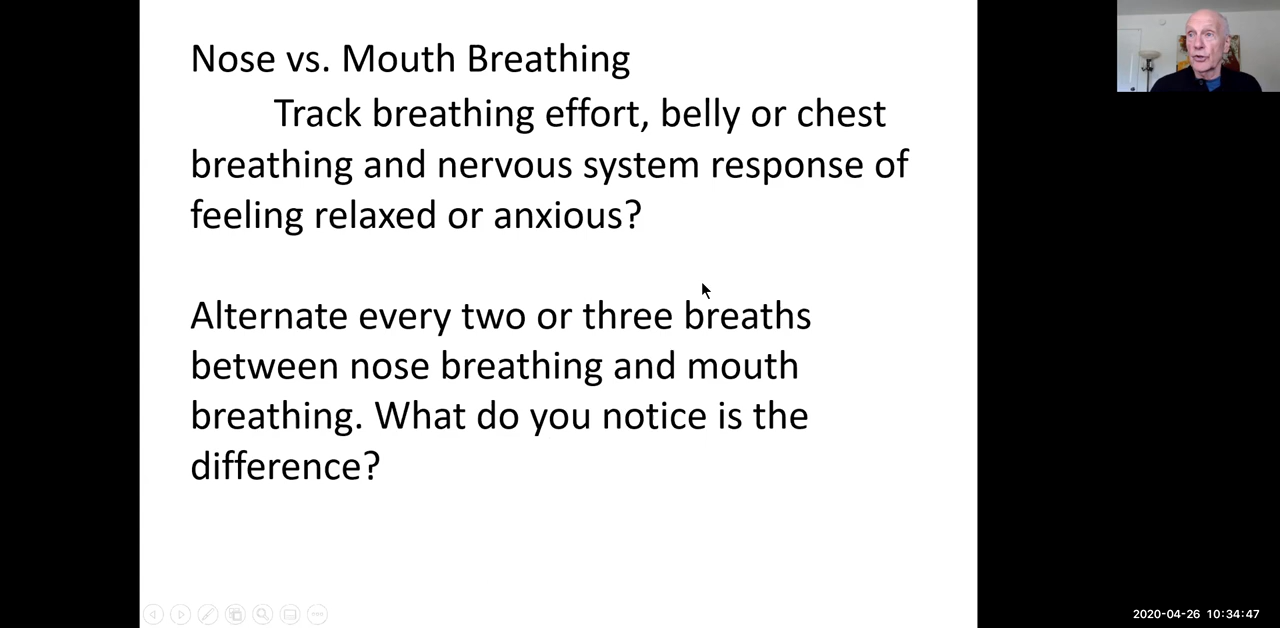 Nose vs. Mouth Breathing
Track breathing effort, belly or chest
breathing and nervous system response of
feeling relaxed or anxious?
Alternate every two or three breaths
between nose breathing and mouth
breathing. What do you notice is the
difference?
2020-04-26 10:34:47